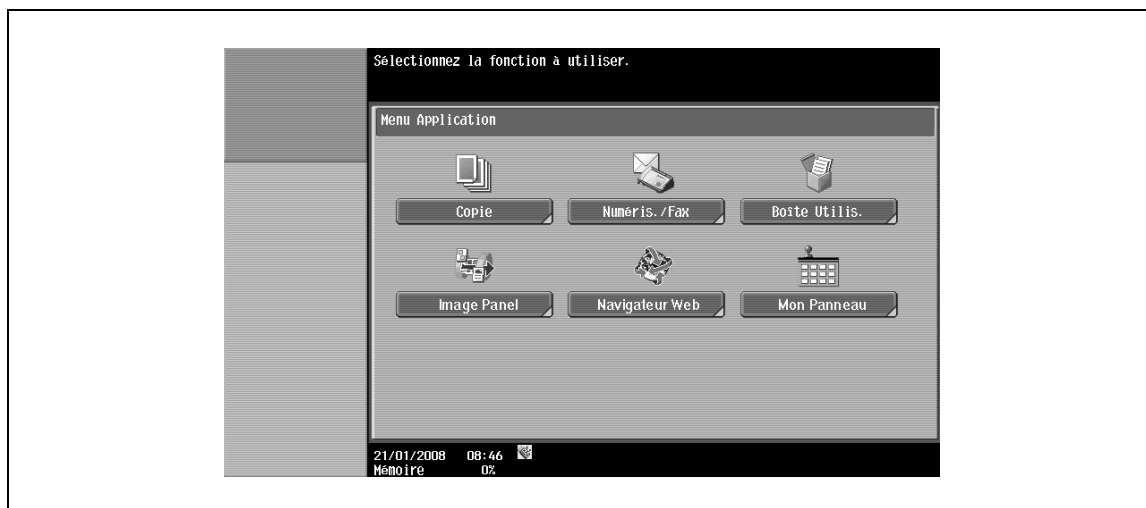 Sélectionnez la fonction à utiliser.
Menu Application
Copie
Numéris./Fax
Boîte Utilis.
Image Panel
Navigateur Web
Mon Panneau
21/01/2008 08:46
Mémoire 0%